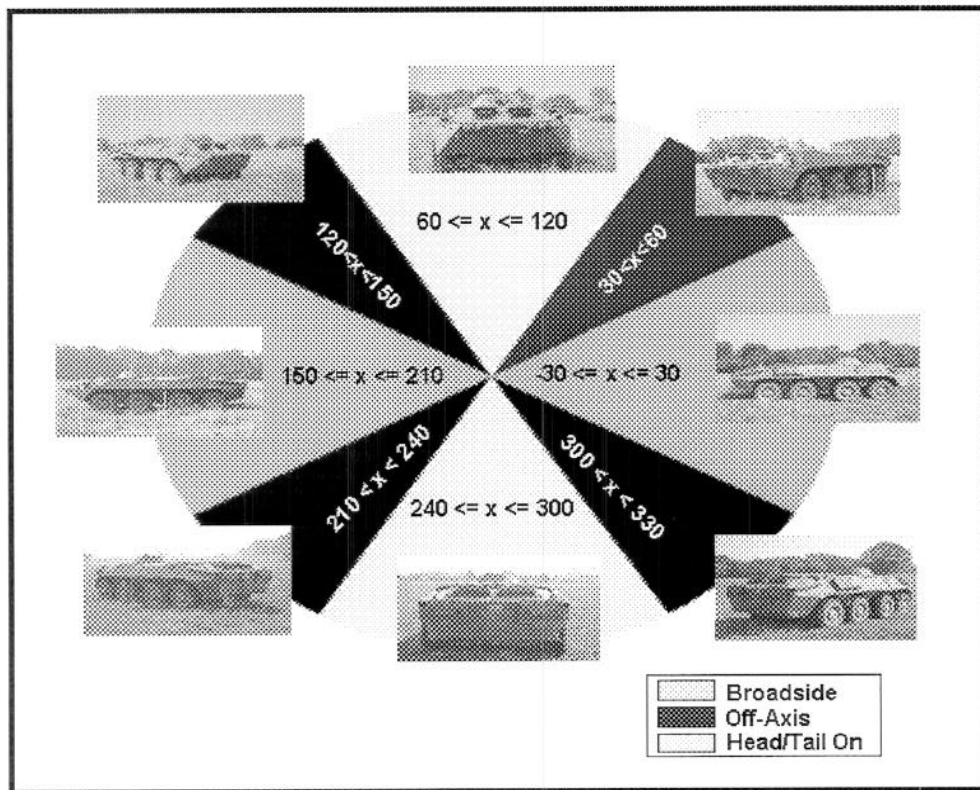 60 <= x <= 120
120<x<150
30 <x<60
150 <= x <= 210
-30 <= x <= 30
210 < x < 240
300 < x < 330
240 <= x <= 300
Broadside
Off-Axis
Head/Tail On